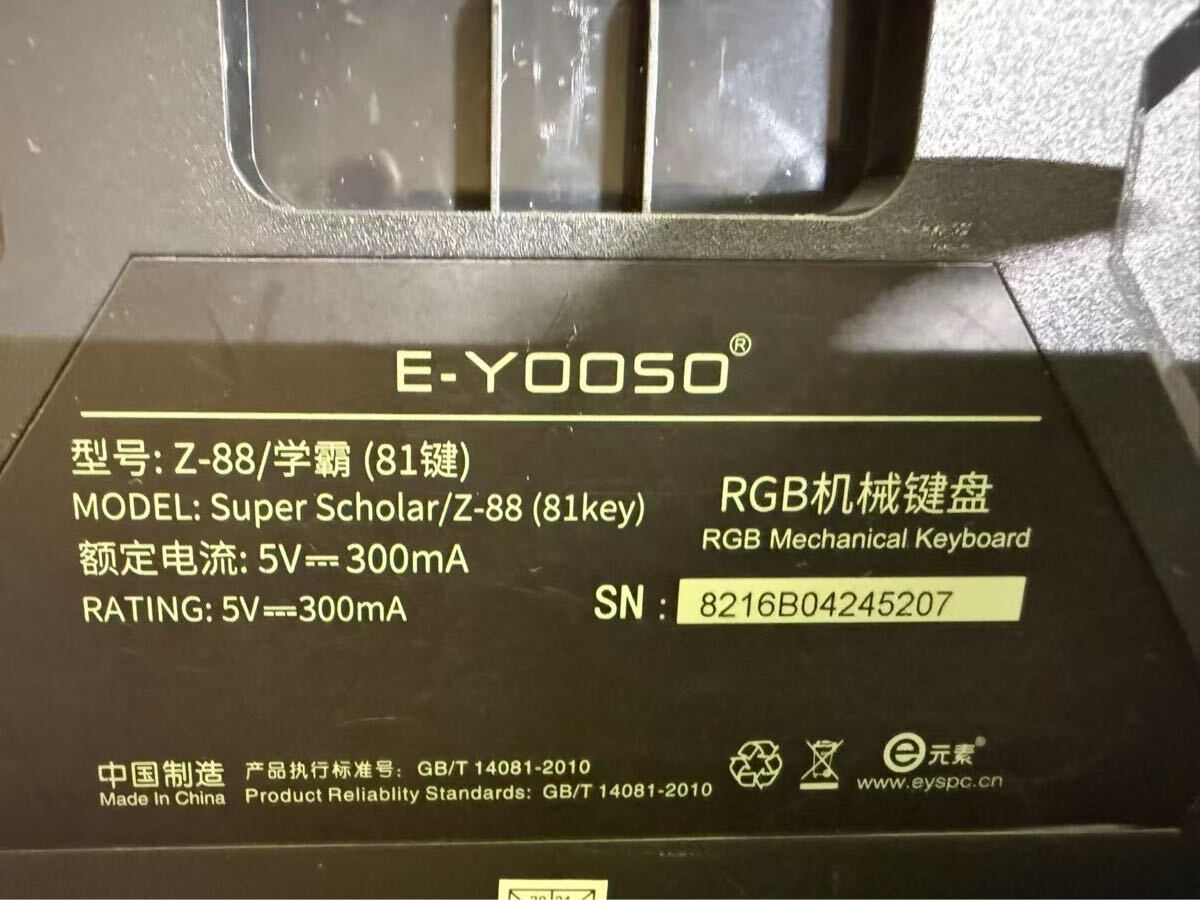 E-YOOSO®
型号: Z-88/学霸 (81键)
MODEL: Super Scholar/Z-88 (81key)
额定电流: 5V⎓300mA
RATING: 5V⎓300mA
RGB机械键盘
RGB Mechanical Keyboard
SN : 8216B04245207
中国制造
Made In China
产品执行标准号: GB/T 14081-2010
Product Reliablity Standards: GB/T 14081-2010
e元素®
www.eyspc.cn